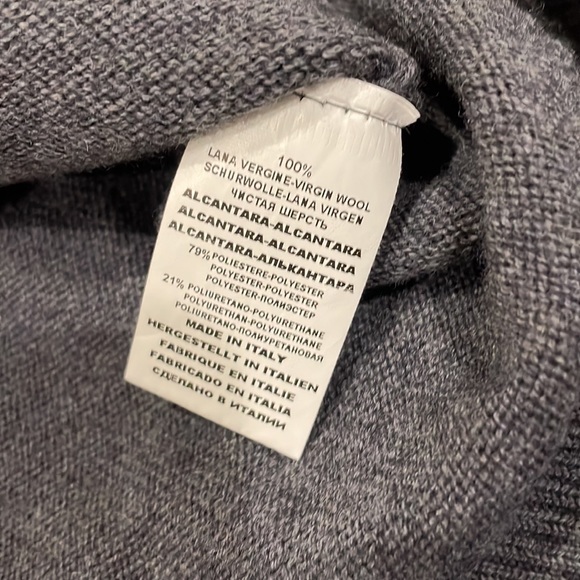 100%
LANA VERGINE-VIRGIN WOOL
SCHURWOLLE-LANA VIRGEN
ЧИСТАЯ ШЕРСТЬ
ALCANTARA-ALCANTARA
ALCANTARA-ALCANTARA
ALCANTARA-АЛЬКАНТАРА
79% POLIESTERE-POLYESTER
POLYESTER-POLYESTER
POLYESTER-ПОЛИЭСТЕР
21% POLIURETANO-POLYURETHANE
POLYURETHAN-POLYURETHANE
POLIURETANO-ПОЛИУРЕТАНОВАЯ
MADE IN ITALY
HERGESTELLT IN ITALIEN
FABRIQUE EN ITALIE
FABRICADO EN ITALIA
СДЕЛАНО В ИТАЛИИ